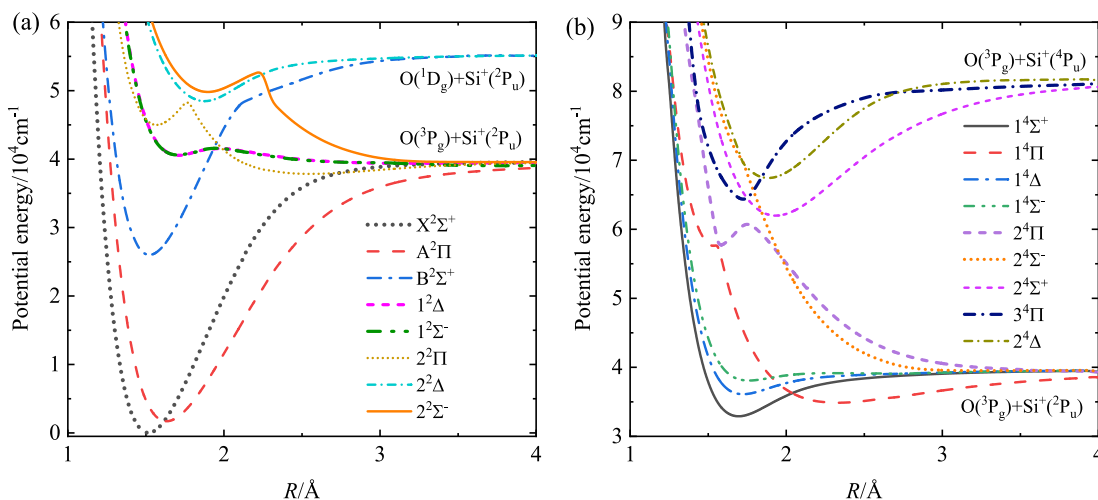 (a)
Potential energy/10⁴cm⁻¹
6
5
4
3
2
1
0
O(¹D_g)+Si⁺(²P_u)
O(³P_g)+Si⁺(²P_u)
X²Σ⁺
A²Π
B²Σ⁺
1²Δ
1²Σ⁻
2²Π
2²Δ
2²Σ⁻
1
2
3
4
R/Å
(b)
Potential energy/10⁴cm⁻¹
9
8
7
6
5
4
3
O(³P_g)+Si⁺(⁴P_u)
1⁴Σ⁺
1⁴Π
1⁴Δ
1⁴Σ⁻
2⁴Π
2⁴Σ⁻
2⁴Σ⁺
3⁴Π
2⁴Δ
O(³P_g)+Si⁺(²P_u)
1
2
3
4
R/Å